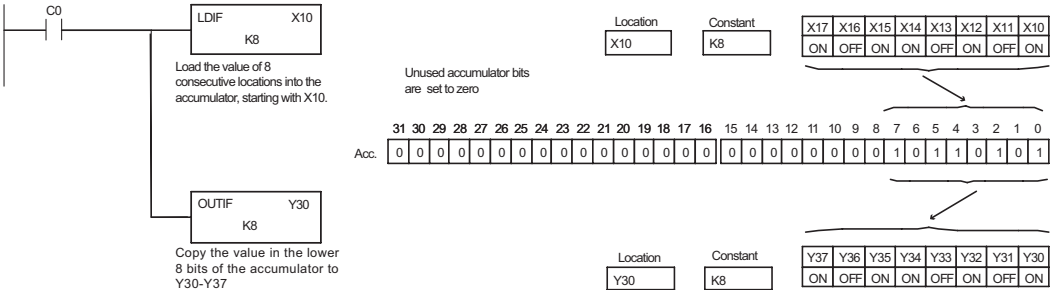 C0
LDIF X10
K8
Load the value of 8
consecutive locations into the
accumulator, starting with X10.
Location Constant
X10 K8
X17 X16 X15 X14 X13 X12 X11 X10
ON OFF ON ON OFF ON OFF ON
Unused accumulator bits
are set to zero
31 30 29 28 27 26 25 24 23 22 21 20 19 18 17 16 15 14 13 12 11 10 9 8 7 6 5 4 3 2 1 0
Acc. 0 0 0 0 0 0 0 0 0 0 0 0 0 0 0 0 0 0 0 0 0 0 0 0 1 0 1 1 0 1 0 1
OUTIF Y30
K8
Copy the value in the lower
8 bits of the accumulator to
Y30-Y37
Location Constant
Y30 K8
Y37 Y36 Y35 Y34 Y33 Y32 Y31 Y30
ON OFF ON ON OFF ON OFF ON